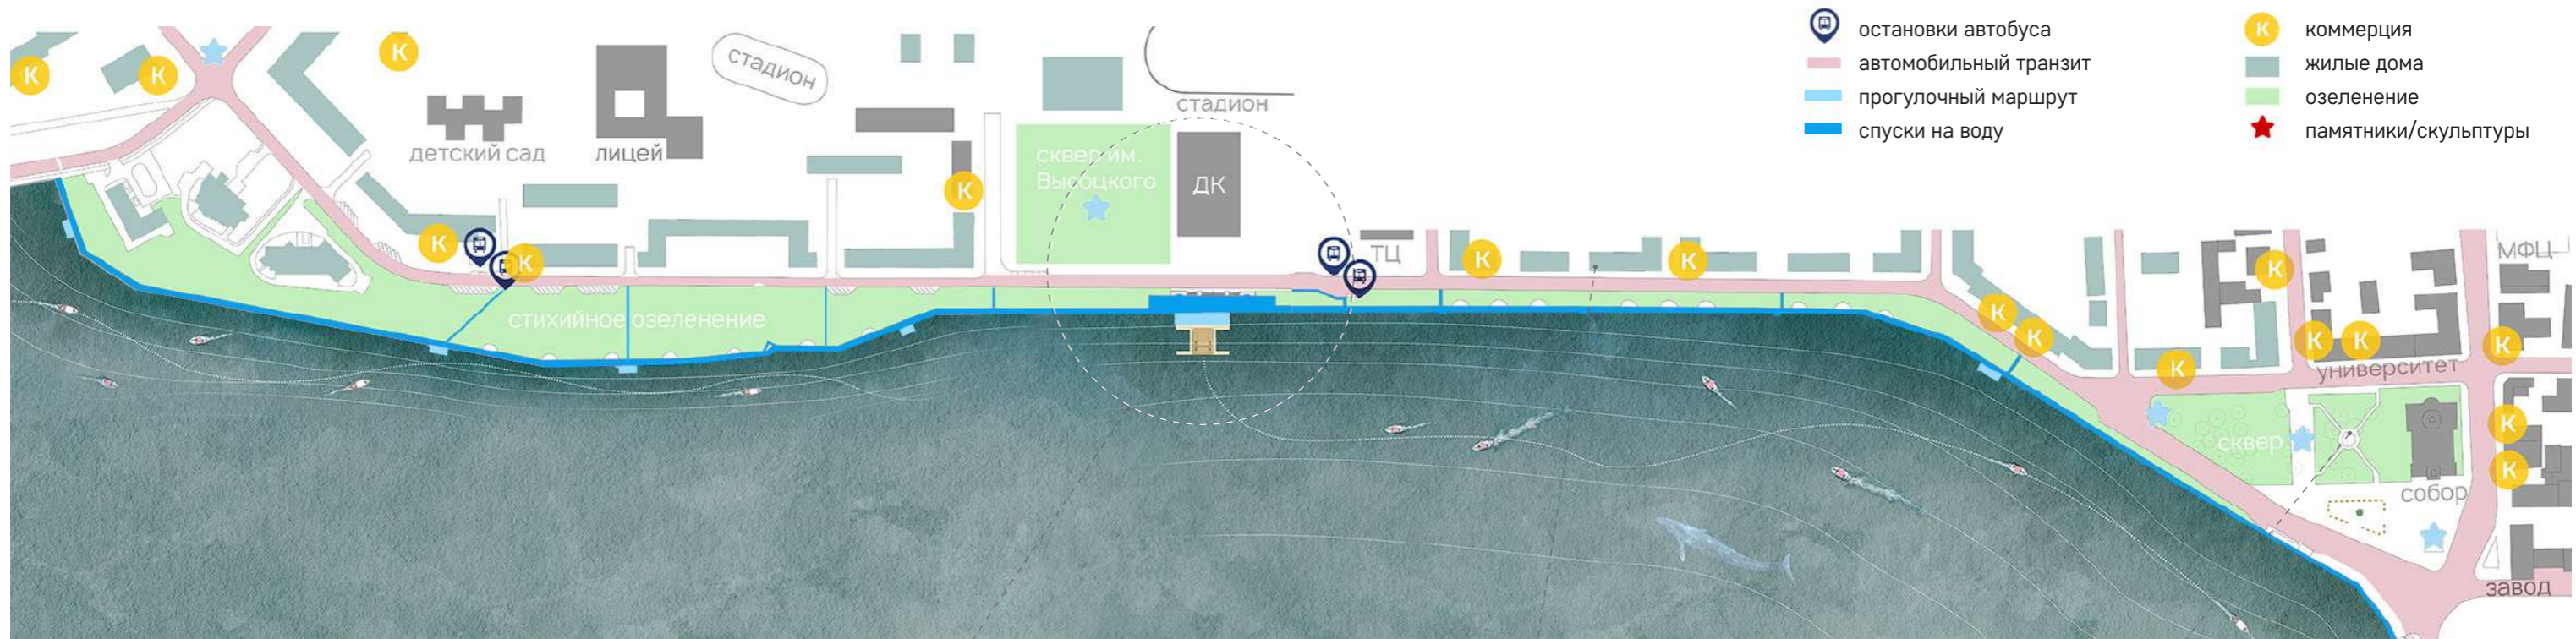 остановки автобуса
автомобильный транзит
прогулочный маршрут
спуски на воду
К коммерция
жилые дома
озеленение
памятники/скульптуры
К
К
К
стадион
стадион
детский сад
лицей
сквер им.
Высоцкого
ДК
К
К
К
ТЦ
К
К
стихийное озеленение
МФЦ
К
К
К
К
К
К
К
университет
К
сквер
К
К
собор
завод